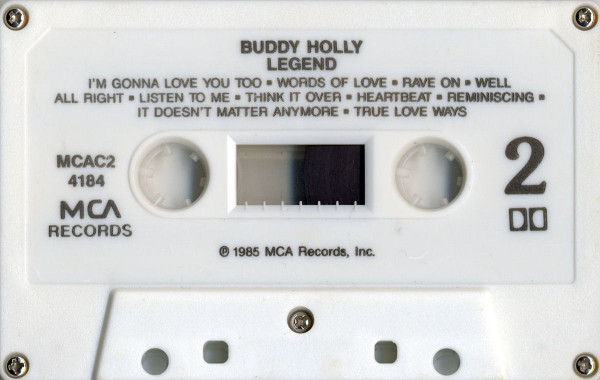 BUDDY HOLLY
LEGEND
I'M GONNA LOVE YOU TOO ▪ WORDS OF LOVE ▪ RAVE ON ▪ WELL
ALL RIGHT ▪ LISTEN TO ME ▪ THINK IT OVER ▪ HEARTBEAT ▪ REMINISCING ▪
IT DOESN'T MATTER ANYMORE ▪ TRUE LOVE WAYS
MCAC2
4184
MCA
RECORDS
2
℗ 1985 MCA Records, Inc.